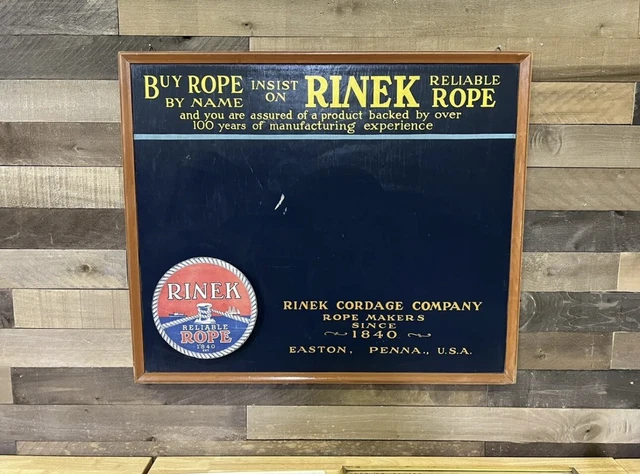 BUY ROPE BY NAME INSIST ON RINEK RELIABLE ROPE
and you are assured of a product backed by over
100 years of manufacturing experience
RINEK
RELIABLE
ROPE
1840
RINEK CORDAGE COMPANY
ROPE MAKERS
SINCE
1840
EASTON, PENNA., U.S.A.